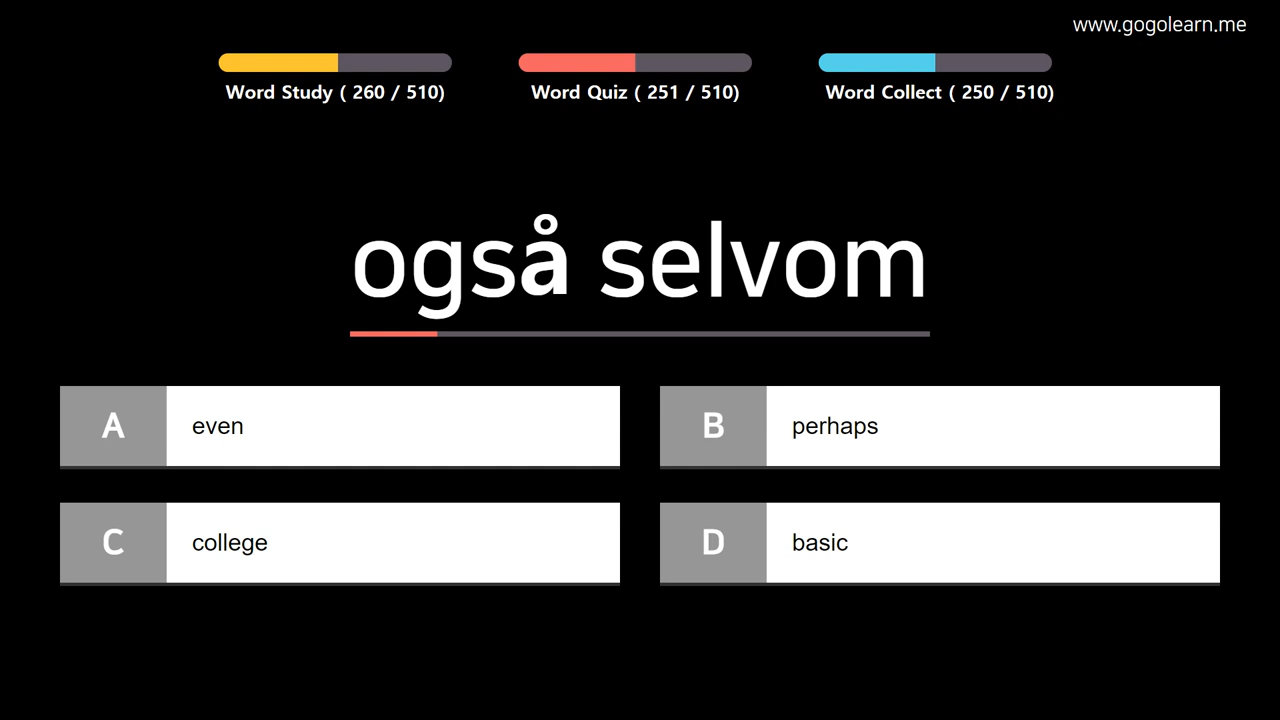 www.gogolearn.me
Word Study ( 260 / 510)
Word Quiz ( 251 / 510)
Word Collect ( 250 / 510)
også selvom
A even
B perhaps
C college
D basic